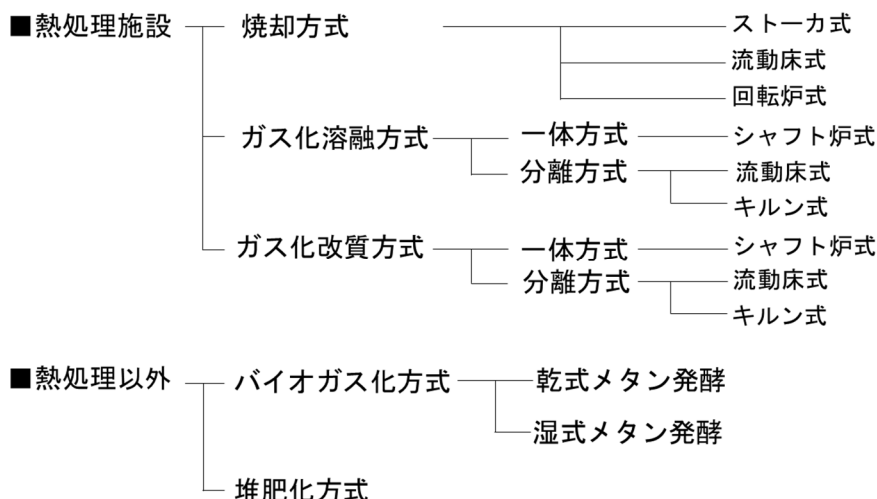 ■熱処理施設 焼却方式 ストーカ式
流動床式
回転炉式
ガス化溶融方式 一体方式 シャフト炉式
分離方式 流動床式
キルン式
ガス化改質方式 一体方式 シャフト炉式
分離方式 流動床式
キルン式
■熱処理以外 バイオガス化方式 乾式メタン発酵
湿式メタン発酵
堆肥化方式